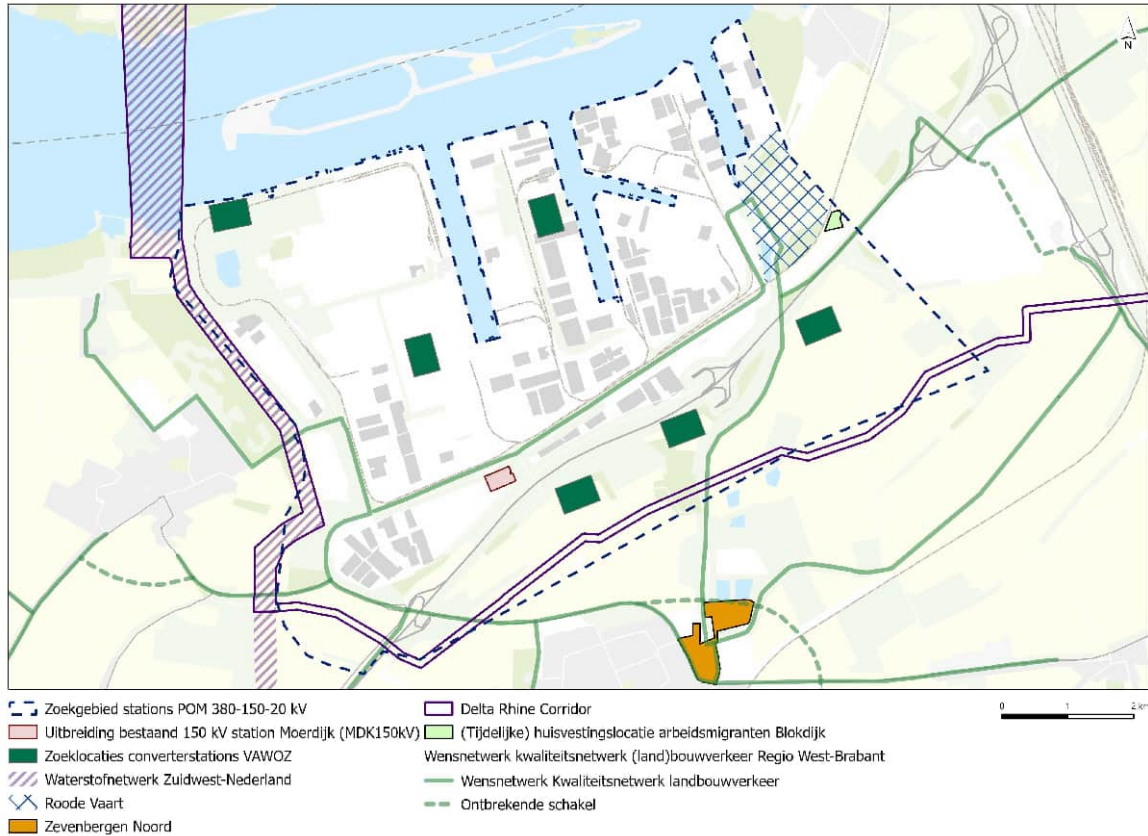 N
Zoekgebied stations POM 380-150-20 kV
Uitbreiding bestaand 150 kV station Moerdijk (MDK150kV)
Zoeklocaties converterstations VAWOZ
Waterstofnetwerk Zuidwest-Nederland
Roode Vaart
Zevenbergen Noord
Delta Rhine Corridor
(Tijdelijke) huisvestingslocatie arbeidsmigranten Blokdijk
Wensnetwerk kwaliteitsnetwerk (land)bouwverkeer Regio West-Brabant
Wensnetwerk Kwaliteitsnetwerk landbouwverkeer
Ontbrekende schakel
0 1 2 km